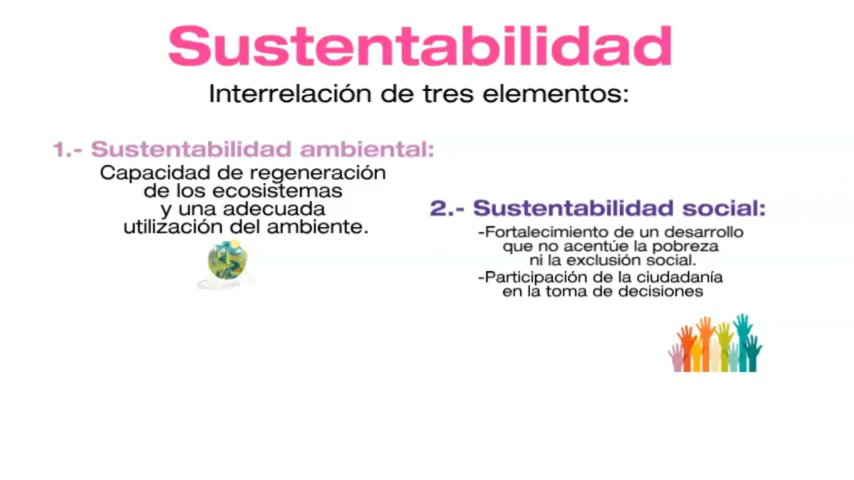 Sustentabilidad
Interrelación de tres elementos:
1.- Sustentabilidad ambiental:
Capacidad de regeneración
de los ecosistemas
y una adecuada
utilización del ambiente.
2.- Sustentabilidad social:
-Fortalecimiento de un desarrollo
que no acentúe la pobreza
ni la exclusión social.
-Participación de la ciudadanía
en la toma de decisiones